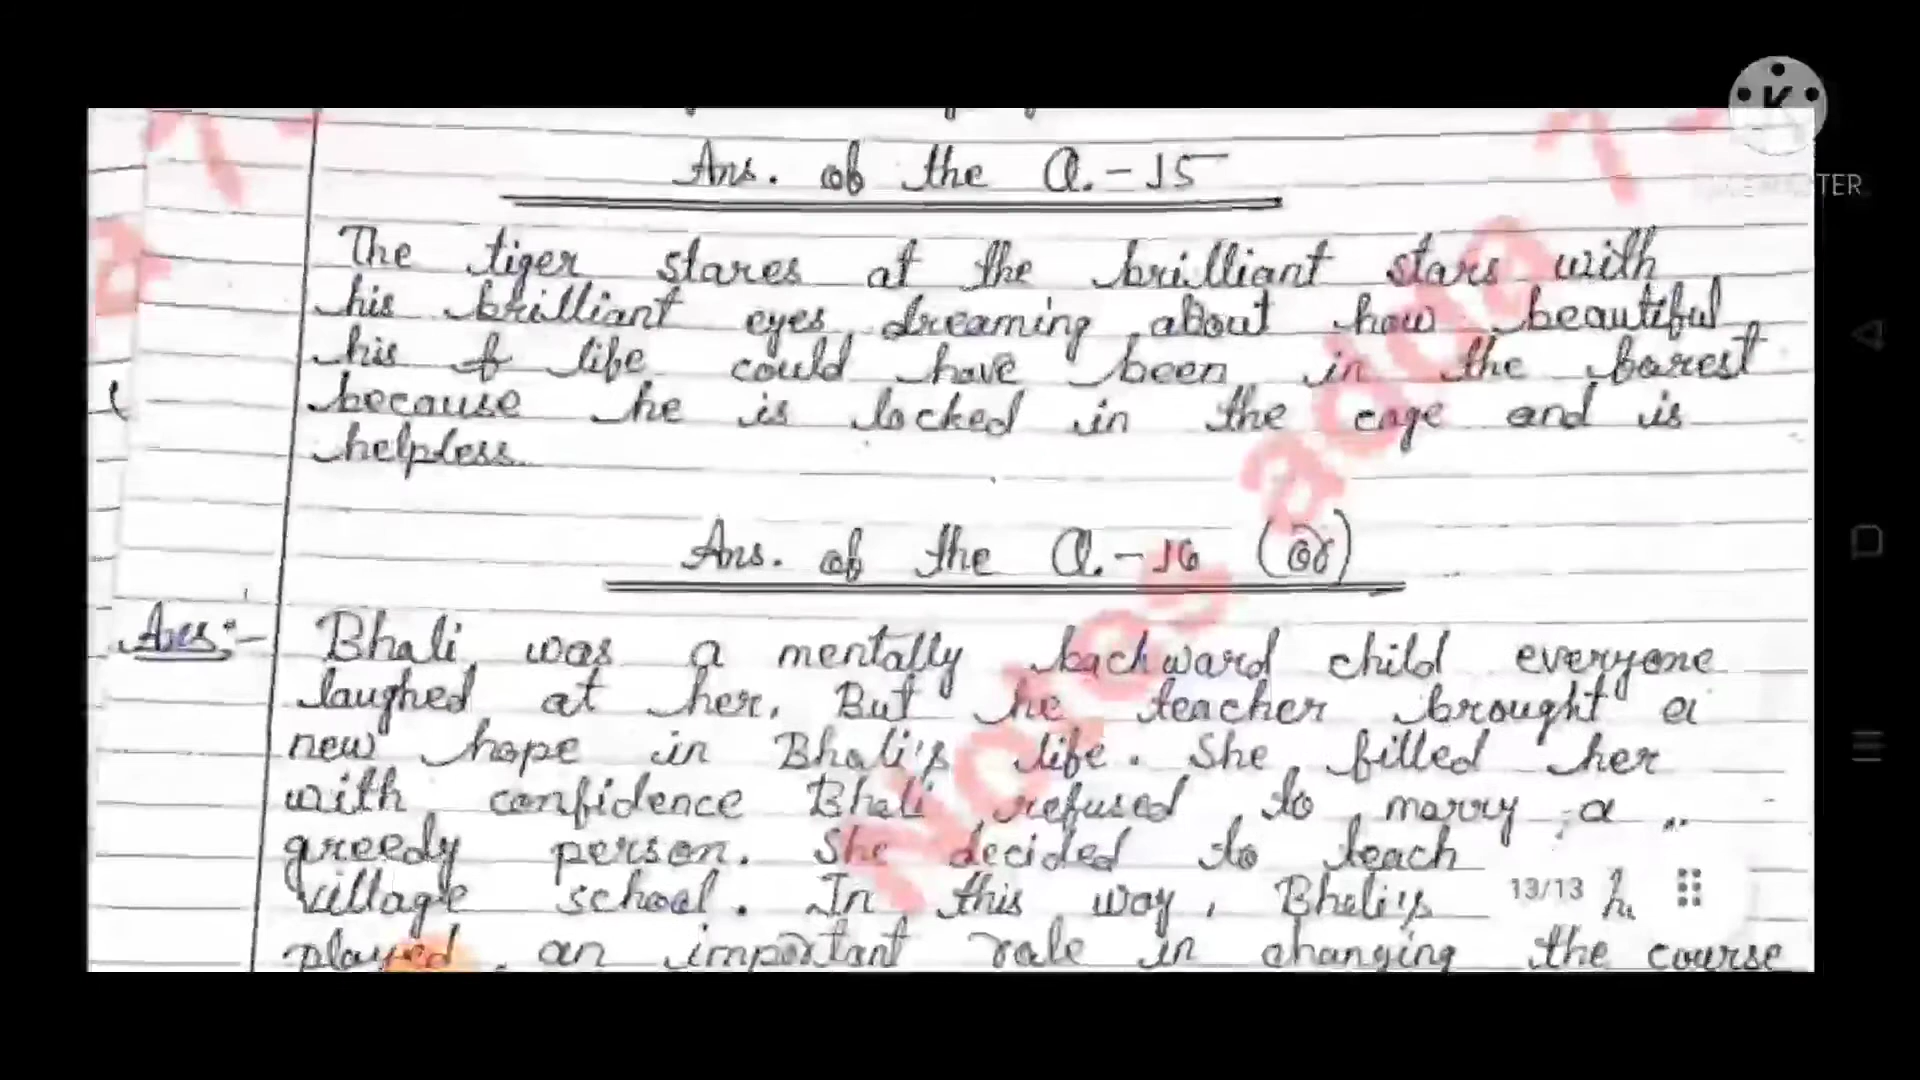 Ans. of the Q.-15
The tiger stares at the brilliant stars with
his brilliant eyes, dreaming about how beautiful
his life could have been in the forest
because he is locked in the cage and is
helpless.
Ans. of the Q.-16 (or)
Ans:- Bholi was a mentally backward child everyone
laughed at her. But he teacher brought a
new hope in Bholi's life. She filled her
with confidence Bholi refused to marry a
greedy person. She decided to teach
village school. In this way, Bholi's
played an important role in changing the course
13/13
K
TER
Notes